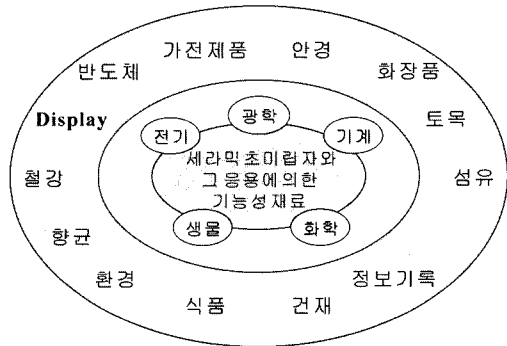 가전제품
안경
반도체
화장품
Display
토목
광학
전기
기계
세라믹초미립자와
그응용에의한
기능성재료
철강
섬유
생물
화학
향균
환경
정보기록
식품
건재